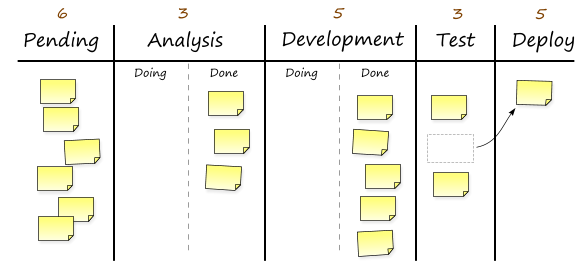 6 3 5 3 5
Pending Analysis Development Test Deploy
Doing Done Doing Done